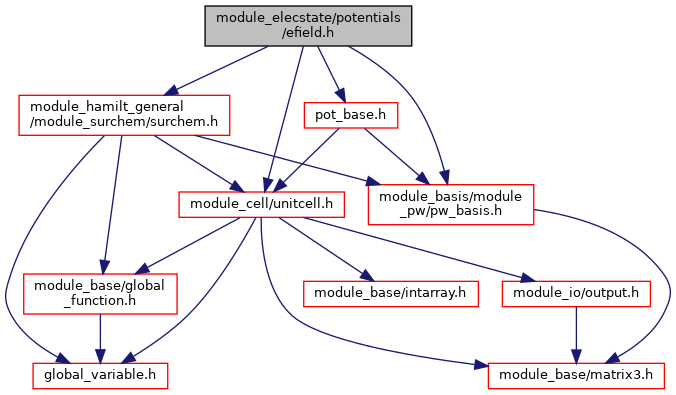 module_elecstate/potentials
/efield.h
module_hamilt_general
/module_surchem/surchem.h
pot_base.h
module_cell/unitcell.h
module_basis/module
_pw/pw_basis.h
module_base/global
_function.h
module_base/intarray.h
module_io/output.h
global_variable.h
module_base/matrix3.h